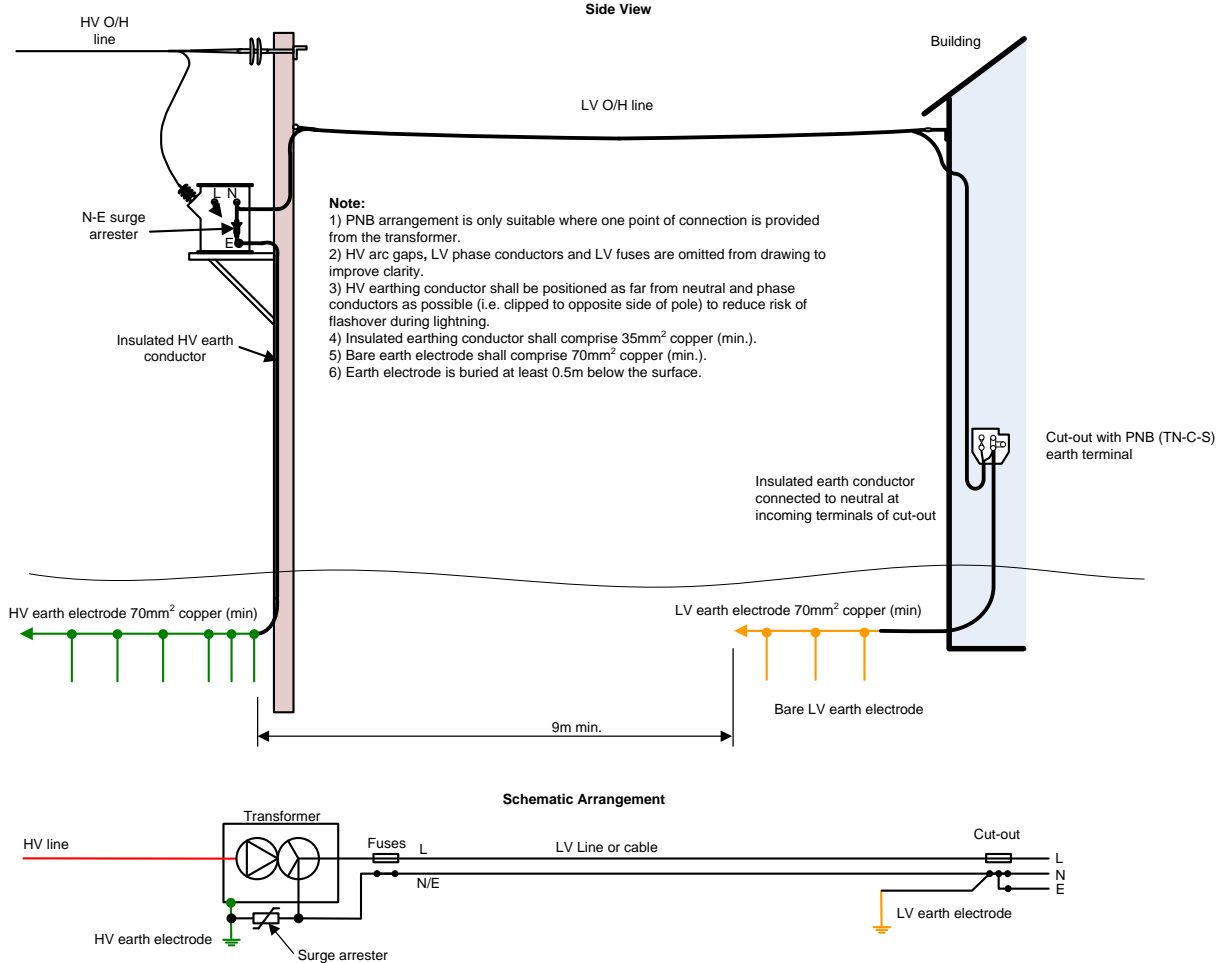 Side View
HV O/H
line
Building
LV O/H line
L N
N-E surge
arrester
E
Note:
1) PNB arrangement is only suitable where one point of connection is provided
from the transformer.
2) HV arc gaps, LV phase conductors and LV fuses are omitted from drawing to
improve clarity.
3) HV earthing conductor shall be positioned as far from neutral and phase
conductors as possible (i.e. clipped to opposite side of pole) to reduce risk of
flashover during lightning.
4) Insulated earthing conductor shall comprise 35mm² copper (min.).
5) Bare earth electrode shall comprise 70mm² copper (min.).
6) Earth electrode is buried at least 0.5m below the surface.
Insulated HV earth
conductor
Cut-out with PNB (TN-C-S)
earth terminal
Insulated earth conductor
connected to neutral at
incoming terminals of cut-out
HV earth electrode 70mm² copper (min)
LV earth electrode 70mm² copper (min)
Bare LV earth electrode
9m min.
Schematic Arrangement
Transformer
HV line
Fuses
L
LV Line or cable
Cut-out
L
N/E
N
E
HV earth electrode
Surge arrester
LV earth electrode